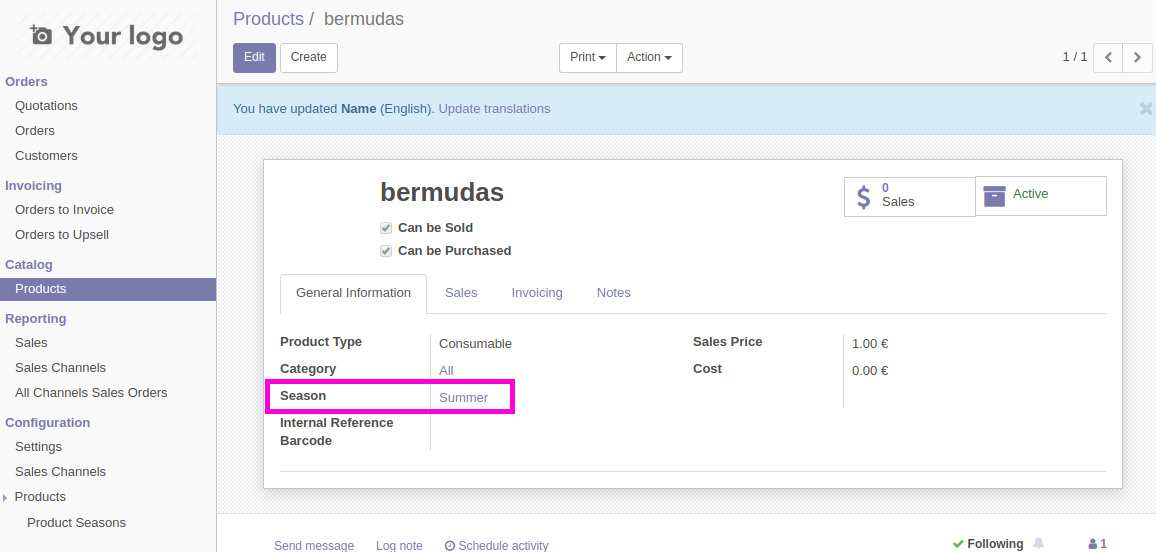 Your logo
Orders
Quotations
Orders
Customers
Invoicing
Orders to Invoice
Orders to Upsell
Catalog
Products
Reporting
Sales
Sales Channels
All Channels Sales Orders
Configuration
Settings
Sales Channels
Products
Product Seasons
Products / bermudas
Edit Create Print Action 1 / 1
You have updated Name (English). Update translations
bermudas
0
Sales
Active
Can be Sold
Can be Purchased
General Information Sales Invoicing Notes
Product Type Consumable
Category All
Season Summer
Internal Reference
Barcode
Sales Price 1.00 €
Cost 0.00 €
Send message Log note Schedule activity Following 1